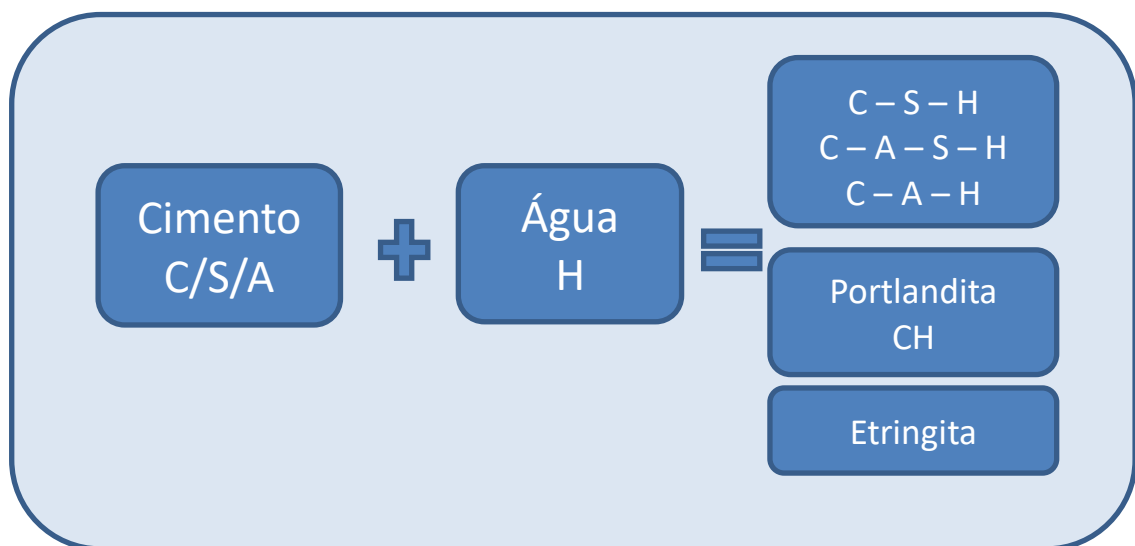 Cimento
C/S/A
Água
H
C – S – H
C – A – S – H
C – A – H
Portlandita
CH
Etringita